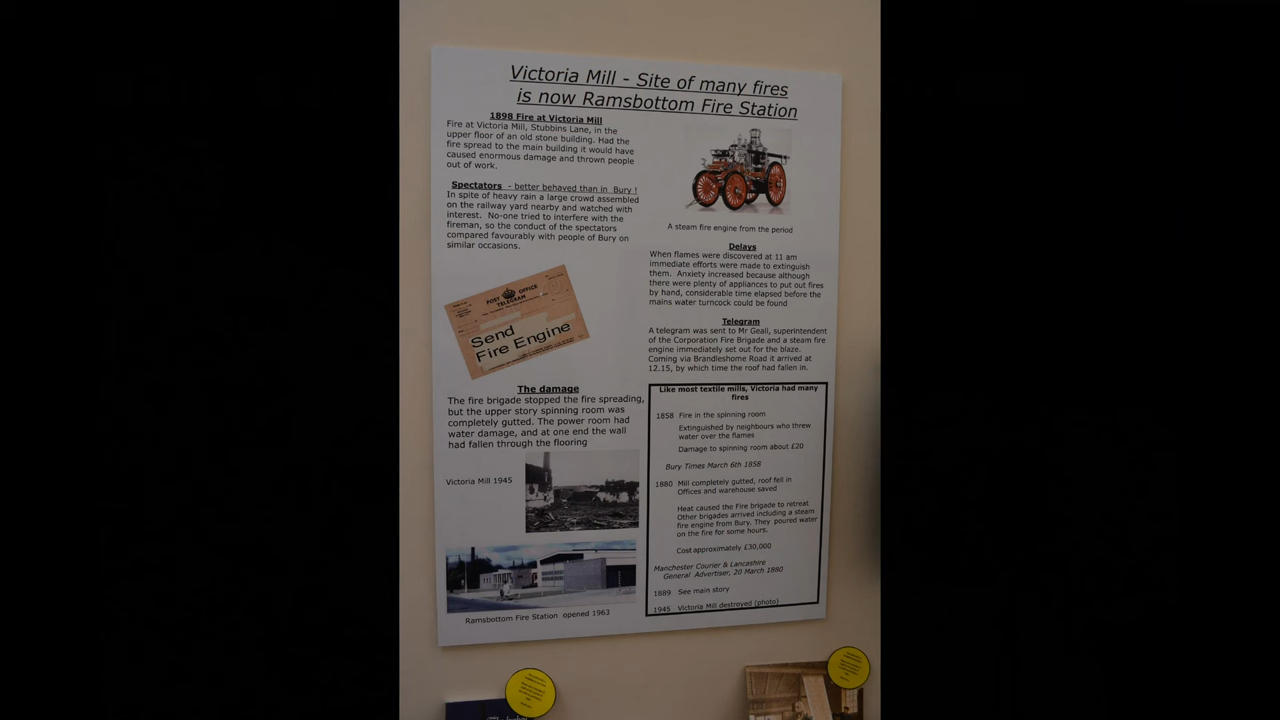 Victoria Mill - Site of many fires
is now Ramsbottom Fire Station
1898 Fire at Victoria Mill
Fire at Victoria Mill, Stubbins Lane, in the
upper floor of an old stone building. Had the
fire spread to the main building it would have
caused enormous damage and thrown people
out of work.
Spectators - better behaved than in Bury !
In spite of heavy rain a large crowd assembled
on the railway yard nearby and watched with
interest. No-one tried to interfere with the
fireman, so the conduct of the spectators
compared favourably with people of Bury on
similar occasions.
POST OFFICE
TELEGRAM
Send
Fire Engine
The damage
The fire brigade stopped the fire spreading,
but the upper story spinning room was
completely gutted. The power room had
water damage, and at one end the wall
had fallen through the flooring
Victoria Mill 1945
Ramsbottom Fire Station opened 1963
A steam fire engine from the period
Delays
When flames were discovered at 11 am
immediate efforts were made to extinguish
them. Anxiety increased because although
there were plenty of appliances to put out fires
by hand, considerable time elapsed before the
mains water turncock could be found
Telegram
A telegram was sent to Mr Geall, superintendent
of the Corporation Fire Brigade and a steam fire
engine immediately set out for the blaze.
Coming via Brandleshome Road it arrived at
12.15, by which time the roof had fallen in.
Like most textile mills, Victoria had many
fires
1858 Fire in the spinning room
Extinguished by neighbours who threw
water over the flames
Damage to spinning room about £20
Bury Times March 6th 1858
1880 Mill completely gutted, roof fell in
Offices and warehouse saved
Heat caused the Fire brigade to retreat
Other brigades arrived including a steam
fire engine from Bury. They poured water
on the fire for some hours.
Cost approximately £30,000
Manchester Courier & Lancashire
General Advertiser, 20 March 1880
1889 See main story
1945 Victoria Mill destroyed (photo)